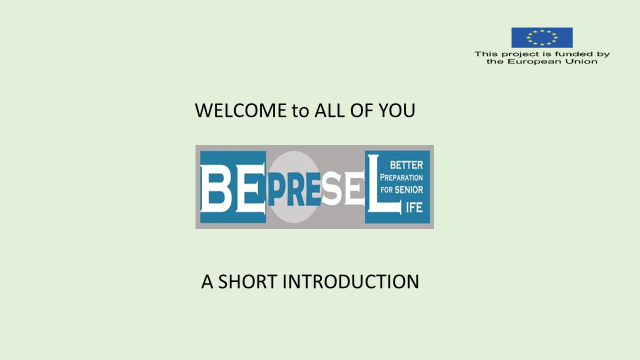 This project is funded by
the European Union
WELCOME to ALL OF YOU
BEPRESEL
BETTER
PREPARATION
FOR SENIOR
IFE
A SHORT INTRODUCTION